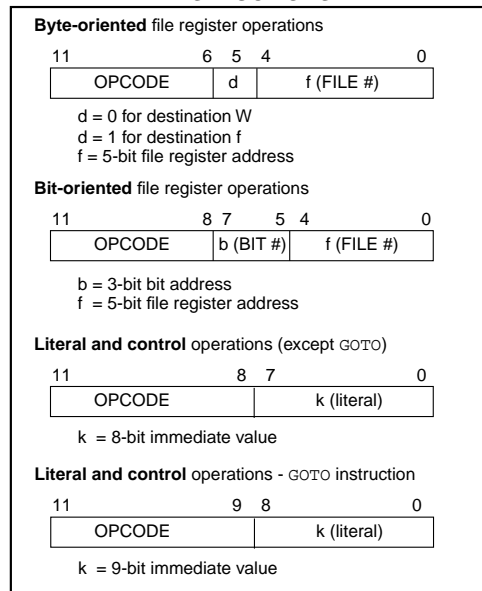 Byte-oriented file register operations
11 6 5 4 0
OPCODE d f (FILE #)
d = 0 for destination W
d = 1 for destination f
f = 5-bit file register address
Bit-oriented file register operations
11 8 7 5 4 0
OPCODE b (BIT #) f (FILE #)
b = 3-bit bit address
f = 5-bit file register address
Literal and control operations (except GOTO)
11 8 7 0
OPCODE k (literal)
k = 8-bit immediate value
Literal and control operations - GOTO instruction
11 9 8 0
OPCODE k (literal)
k = 9-bit immediate value